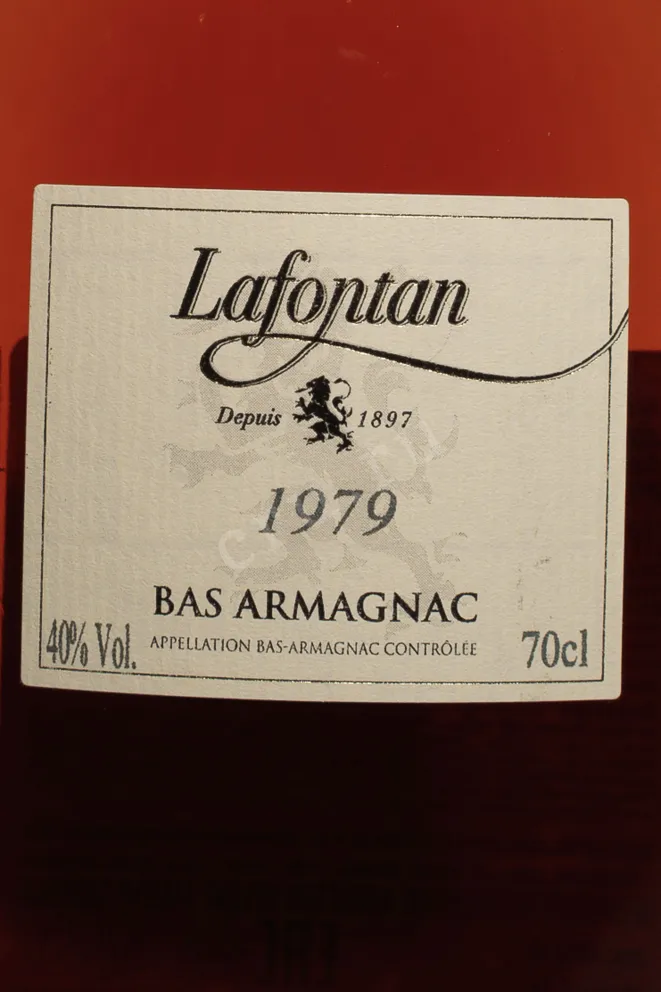 Lafontan
Depuis 1897
1979
BAS ARMAGNAC
40% Vol. APPELLATION BAS-ARMAGNAC CONTRÔLÉE 70cl